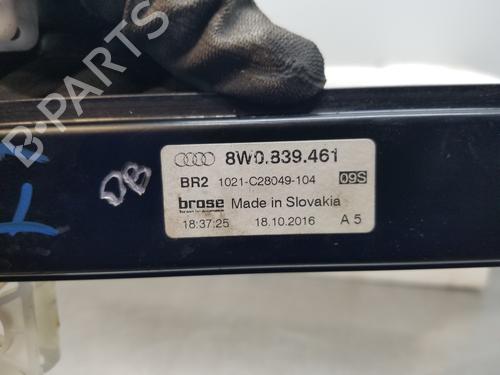 B-PARTS
8W0.839.461
BR2 1021-C28049-104 09S
brose Made in Slovakia
18:37:25 18.10.2016 A 5
DB